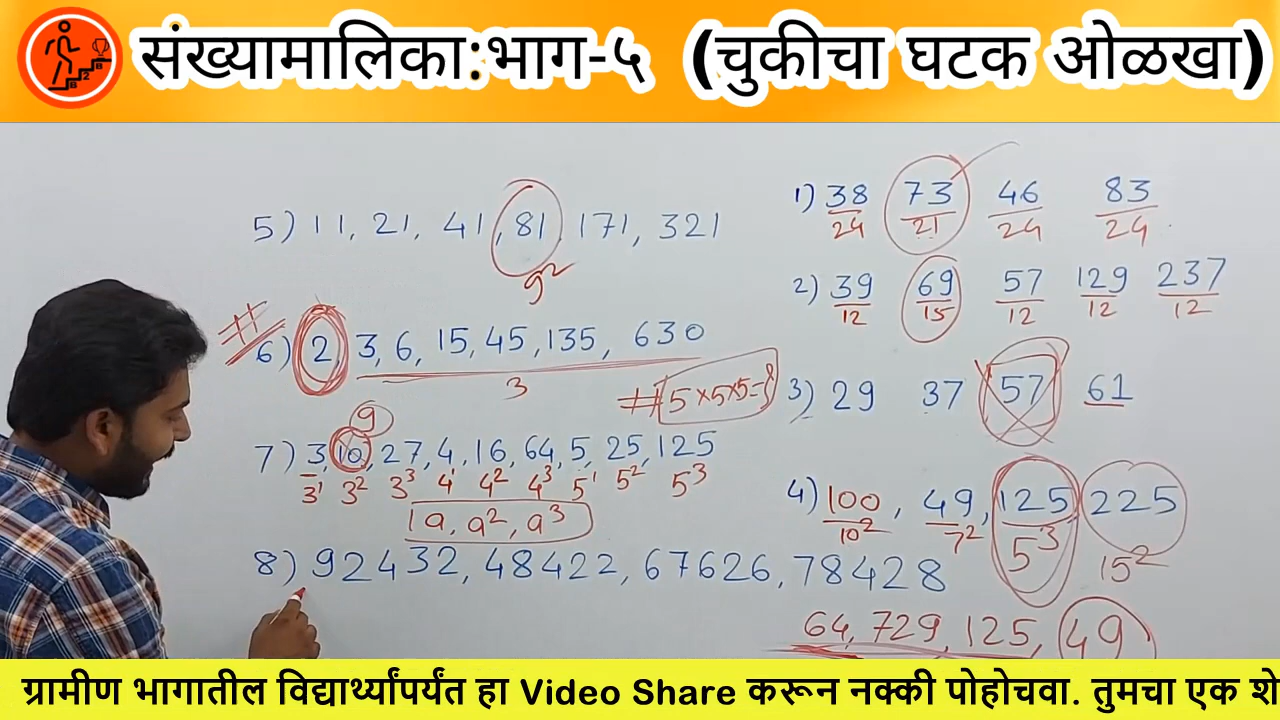 संख्यामालिका:भाग-५ (चुकीचा घटक ओळखा)
5) 11, 21, 41, 81, 171, 321
9²
6) 2, 3, 6, 15, 45, 135, 630
3
9
7) 3, 10, 27, 4, 16, 64, 5, 25, 125
3¹ 3² 3³ 4¹ 4² 4³ 5¹ 5² 5³
a, a², a³
8) 92432, 48422, 67626, 78428
1) 38 73 46 83
24 21 24 24
2) 39 69 57 129 237
12 15 12 12 12
5×5×5=
3) 29 37 57 61
4) 100, 49, 125, 225
10² 7² 5³ 15²
64, 729, 125, 49
ग्रामीण भागातील विद्यार्थ्यांपर्यंत हा Video Share करून नक्की पोहोचवा. तुमचा एक शे